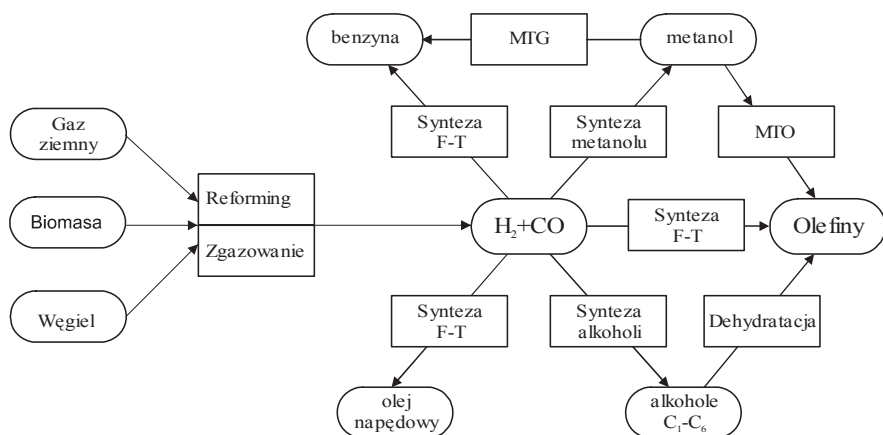 benzyna
MTG
metanol
Gaz
ziemny
Synteza
F-T
Synteza
metanolu
MTO
Reforming
Biomasa
Zgazowanie
H₂+CO
Synteza
F-T
Olefiny
Węgiel
Synteza
F-T
Synteza
alkoholi
Dehydratacja
olej
napędowy
alkohole
C₁-C₆